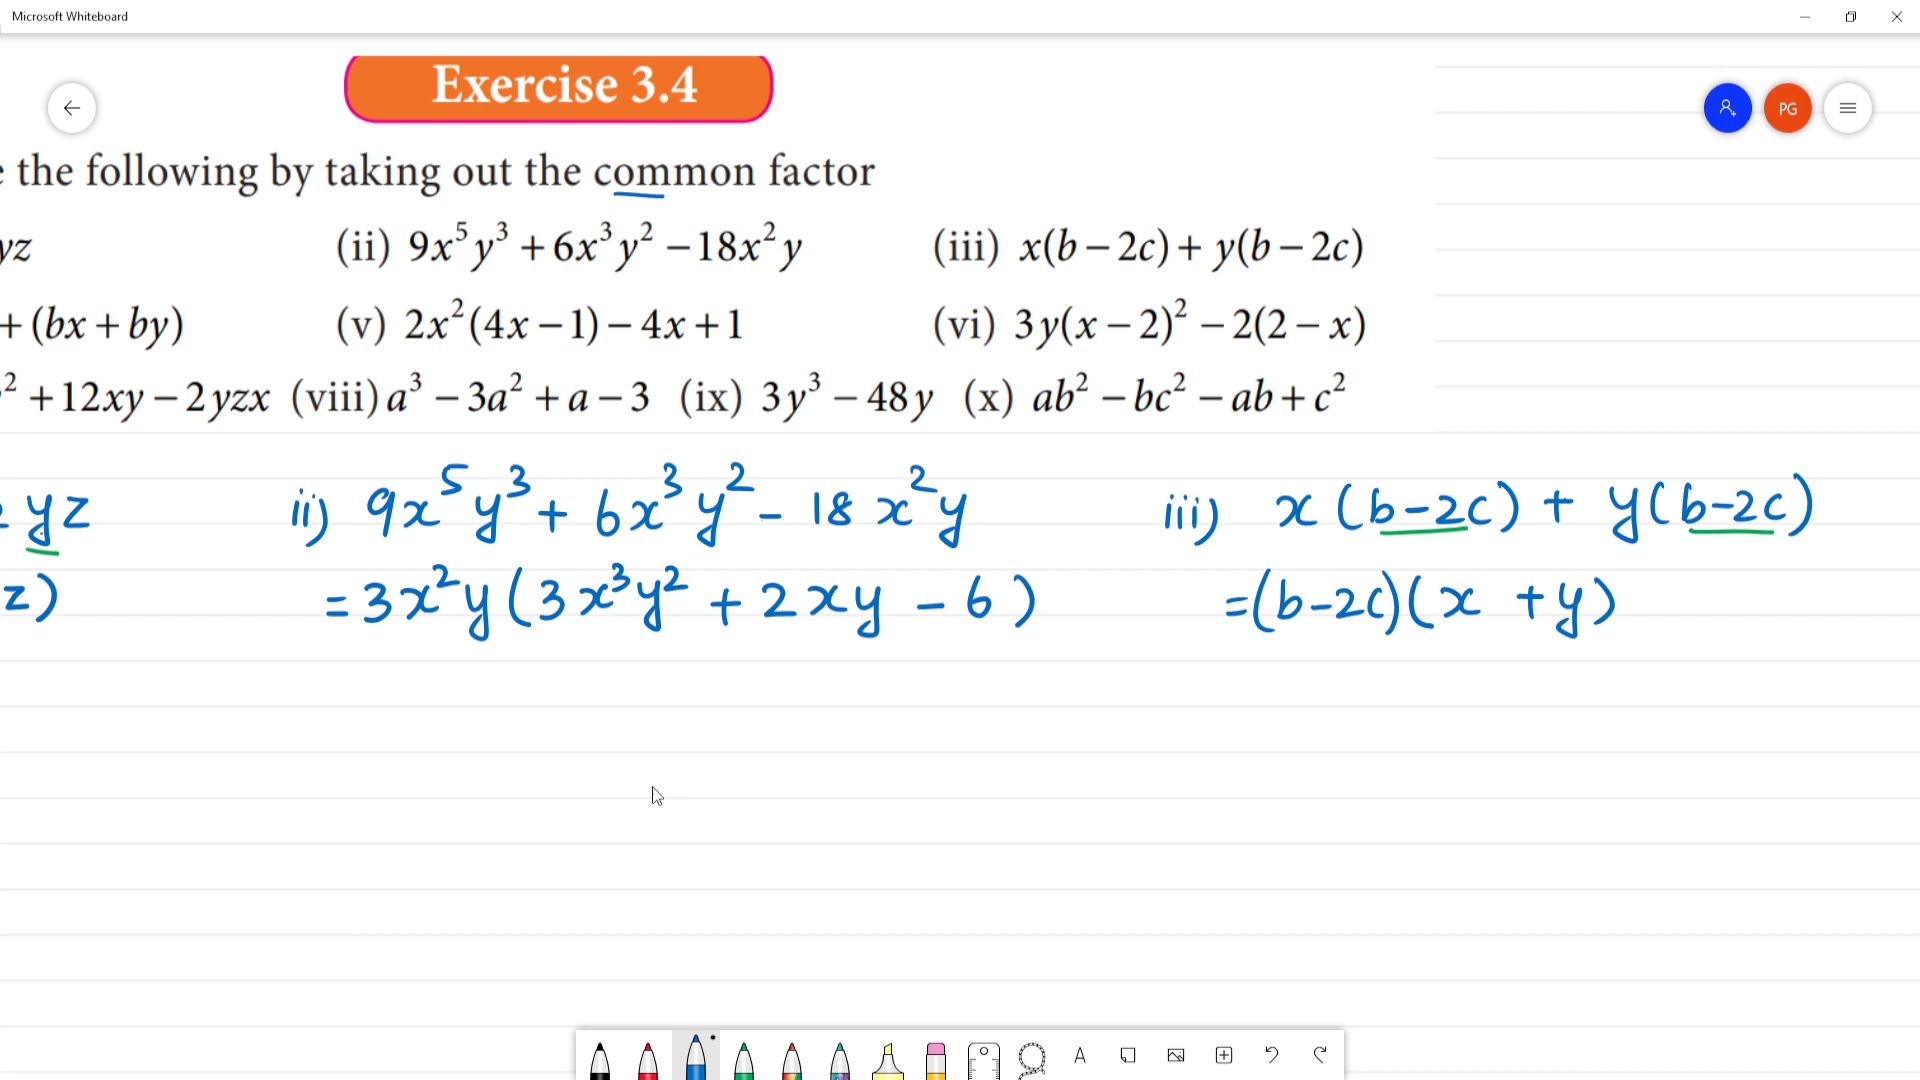 Microsoft Whiteboard
Exercise 3.4
PG
the following by taking out the common factor
yz (ii) 9x⁵y³ + 6x³y² − 18x²y (iii) x(b − 2c) + y(b − 2c)
+ (bx + by) (v) 2x²(4x − 1) − 4x + 1 (vi) 3y(x − 2)² − 2(2 − x)
² + 12xy − 2yzx (viii) a³ − 3a² + a − 3 (ix) 3y³ − 48y (x) ab² − bc² − ab + c²
yz ii) 9x⁵y³ + 6x³y² − 18x²y iii) x(b−2c) + y(b−2c)
z) = 3x²y(3x³y² + 2xy − 6) =(b−2c)(x + y)
A